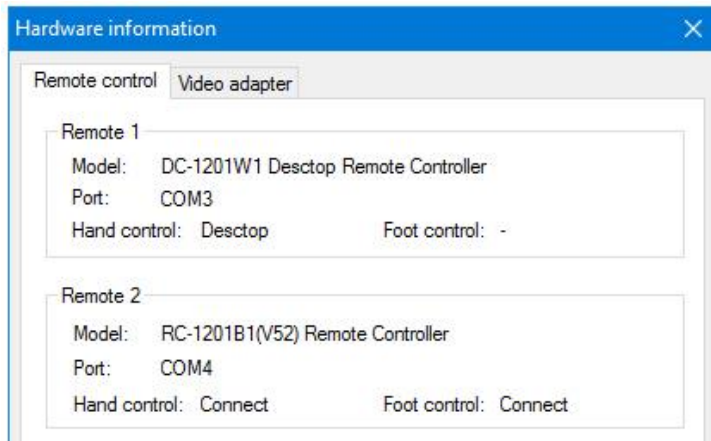 Hardware information
Remote control Video adapter
Remote 1
Model: DC-1201W1 Desctop Remote Controller
Port: COM3
Hand control: Desctop Foot control: -
Remote 2
Model: RC-1201B1(V52) Remote Controller
Port: COM4
Hand control: Connect Foot control: Connect